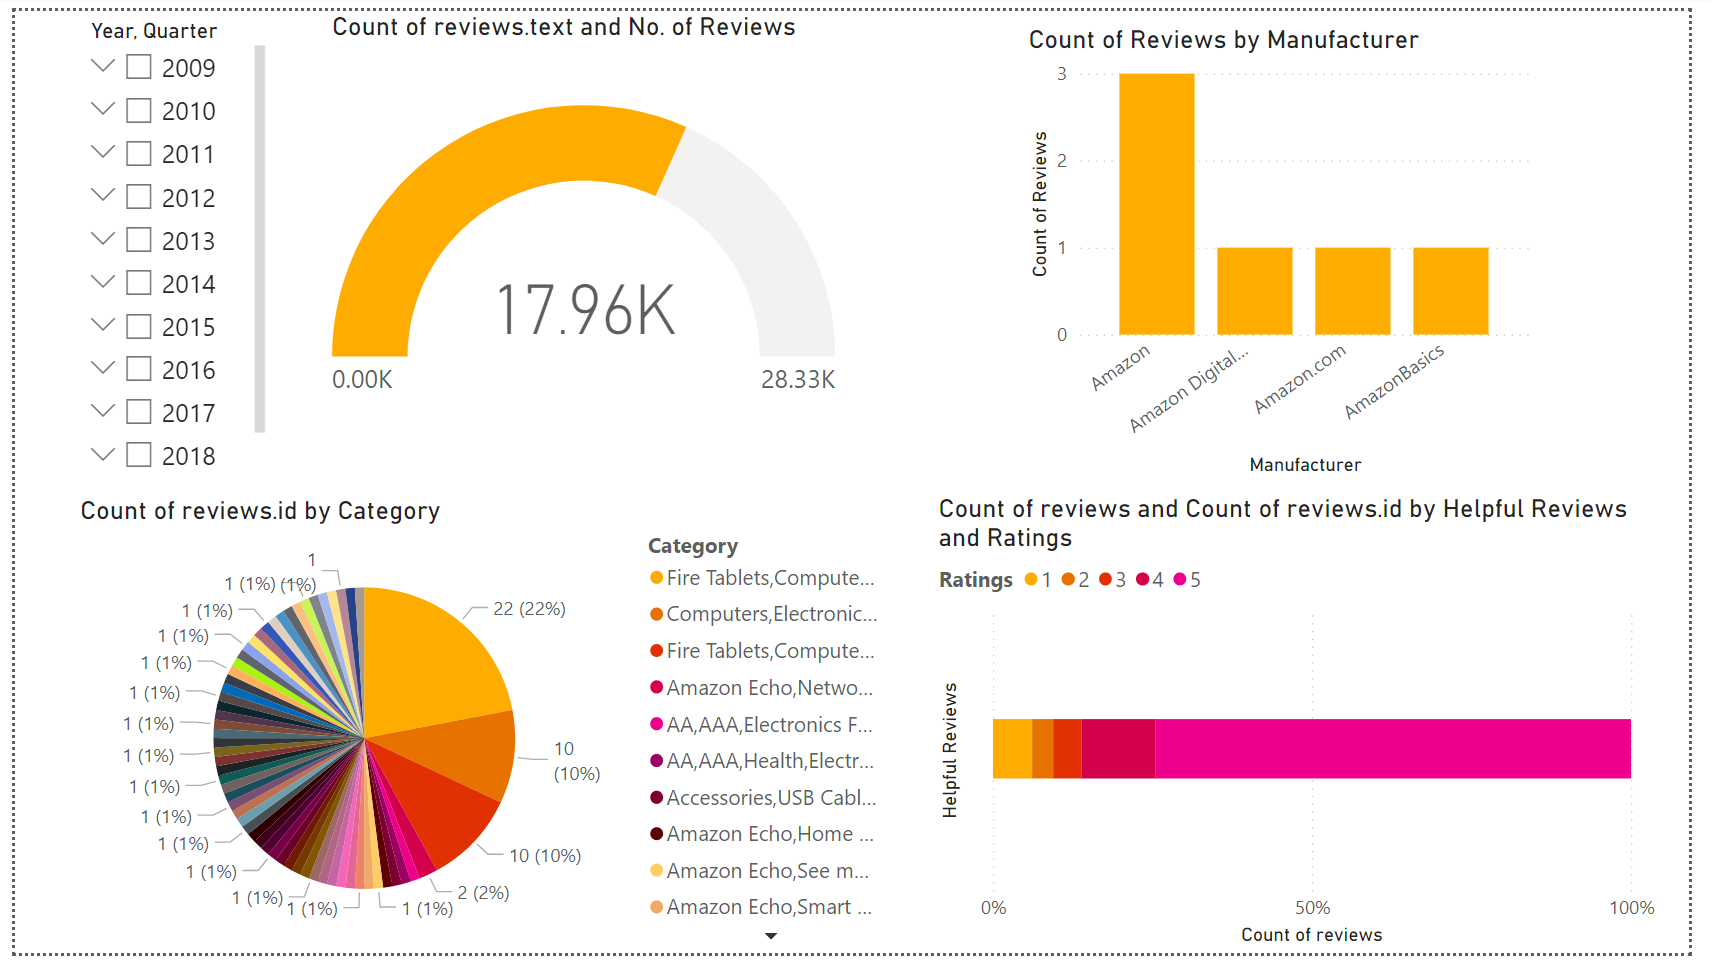 Year, Quarter
2009
2010
2011
2012
2013
2014
2015
2016
2017
2018
Count of reviews.text and No. of Reviews
17.96K
0.00K
28.33K
Count of Reviews by Manufacturer
Count of Reviews
3
2
1
0
Amazon
Amazon Digital...
Amazon.com
AmazonBasics
Manufacturer
Count of reviews.id by Category
1
1 (1%)
(1%)
1 (1%)
1 (1%)
1 (1%)
1 (1%)
1 (1%)
1 (1%)
1 (1%)
1 (1%)
1 (1%)
1 (1%)
1 (1%)
1 (1%)
1 (1%)
2 (2%)
10 (10%)
10
(10%)
22 (22%)
Category
Fire Tablets,Compute...
Computers,Electronic...
Fire Tablets,Compute...
Amazon Echo,Netwo...
AA,AAA,Electronics F...
AA,AAA,Health,Electr...
Accessories,USB Cabl...
Amazon Echo,Home ...
Amazon Echo,See m...
Amazon Echo,Smart ...
Count of reviews and Count of reviews.id by Helpful Reviews
and Ratings
Ratings 1 2 3 4 5
Helpful Reviews
0%
50%
100%
Count of reviews